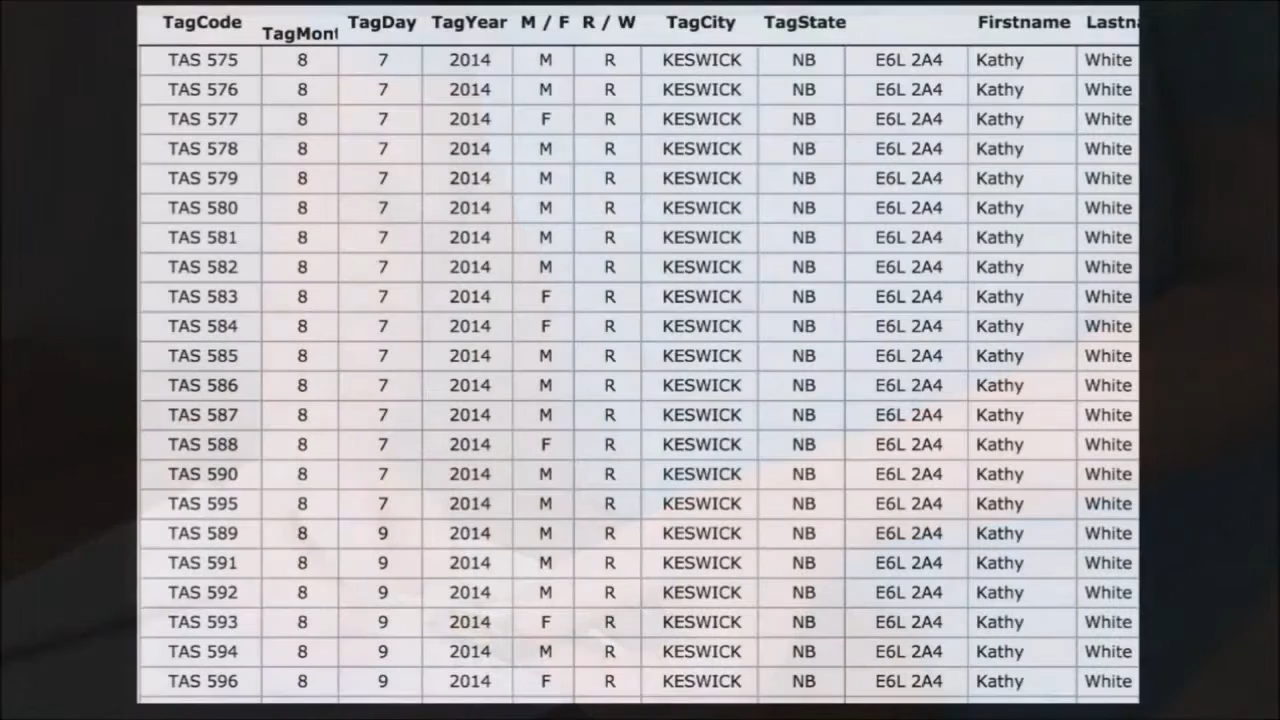 TagCode TagMont TagDay TagYear M / F R / W TagCity TagState Firstname Lastna
TAS 575 8 7 2014 M R KESWICK NB E6L 2A4 Kathy White
TAS 576 8 7 2014 M R KESWICK NB E6L 2A4 Kathy White
TAS 577 8 7 2014 F R KESWICK NB E6L 2A4 Kathy White
TAS 578 8 7 2014 M R KESWICK NB E6L 2A4 Kathy White
TAS 579 8 7 2014 M R KESWICK NB E6L 2A4 Kathy White
TAS 580 8 7 2014 M R KESWICK NB E6L 2A4 Kathy White
TAS 581 8 7 2014 M R KESWICK NB E6L 2A4 Kathy White
TAS 582 8 7 2014 M R KESWICK NB E6L 2A4 Kathy White
TAS 583 8 7 2014 F R KESWICK NB E6L 2A4 Kathy White
TAS 584 8 7 2014 F R KESWICK NB E6L 2A4 Kathy White
TAS 585 8 7 2014 M R KESWICK NB E6L 2A4 Kathy White
TAS 586 8 7 2014 M R KESWICK NB E6L 2A4 Kathy White
TAS 587 8 7 2014 M R KESWICK NB E6L 2A4 Kathy White
TAS 588 8 7 2014 F R KESWICK NB E6L 2A4 Kathy White
TAS 590 8 7 2014 M R KESWICK NB E6L 2A4 Kathy White
TAS 595 8 7 2014 M R KESWICK NB E6L 2A4 Kathy White
TAS 589 8 9 2014 M R KESWICK NB E6L 2A4 Kathy White
TAS 591 8 9 2014 M R KESWICK NB E6L 2A4 Kathy White
TAS 592 8 9 2014 M R KESWICK NB E6L 2A4 Kathy White
TAS 593 8 9 2014 F R KESWICK NB E6L 2A4 Kathy White
TAS 594 8 9 2014 M R KESWICK NB E6L 2A4 Kathy White
TAS 596 8 9 2014 F R KESWICK NB E6L 2A4 Kathy White